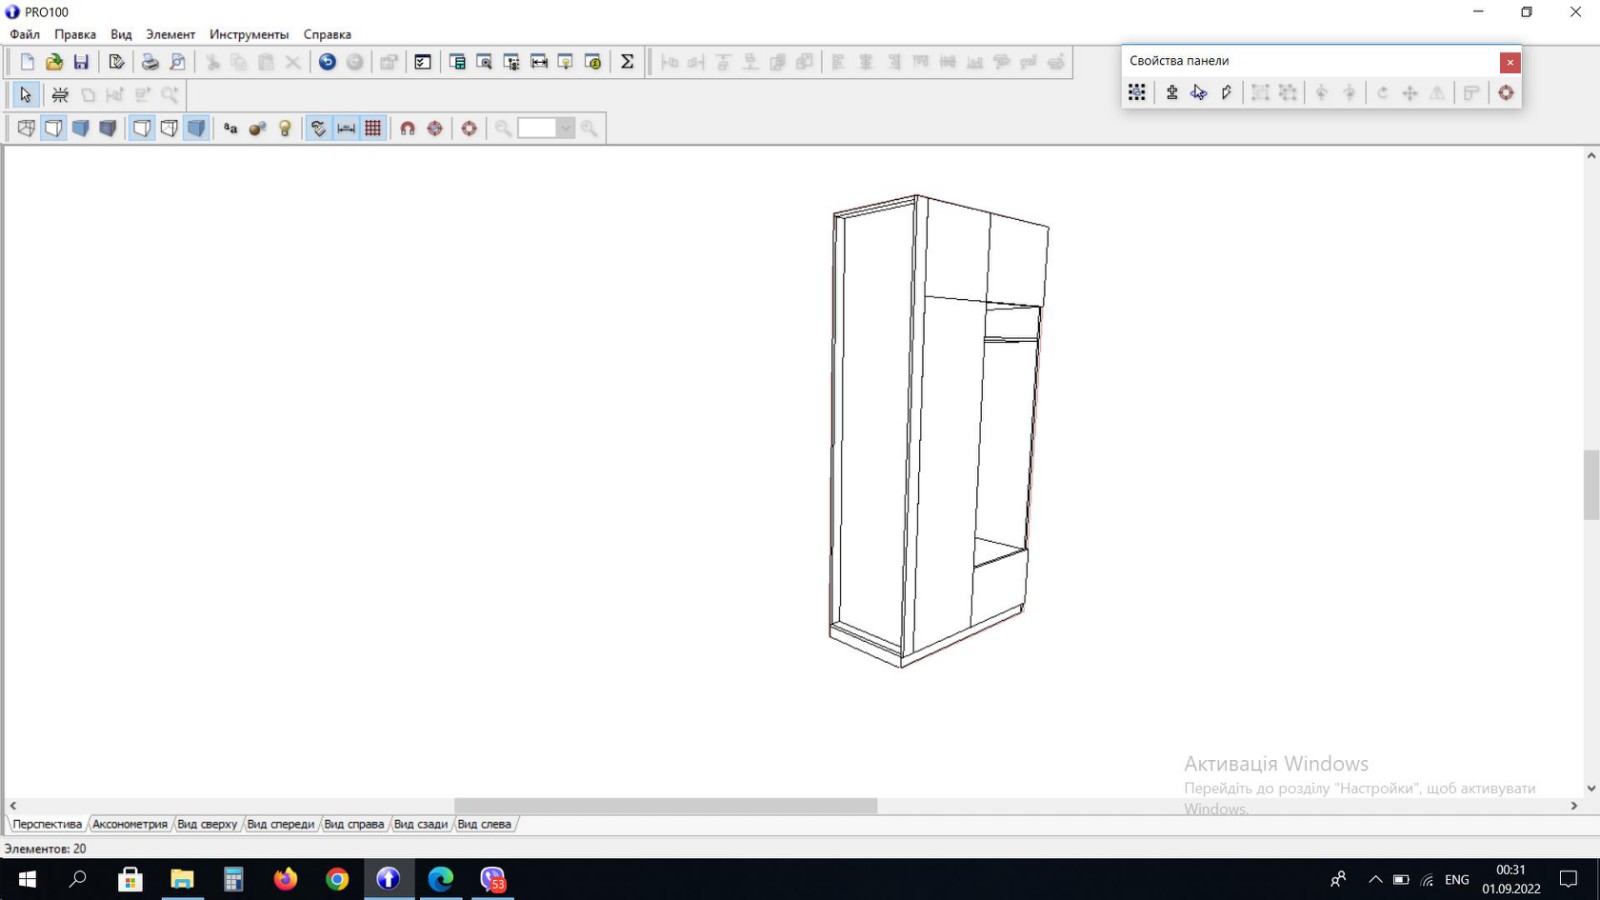 PRO100
Файл Правка Вид Элемент Инструменты Справка
Свойства панели
aa
Активація Windows
Перейдіть до розділу "Настройки", щоб активувати
Windows.
Перспектива Аксонометрия Вид сверху Вид спереди Вид справа Вид сзади Вид слева
Элементов: 20
53
ENG
00:31
01.09.2022